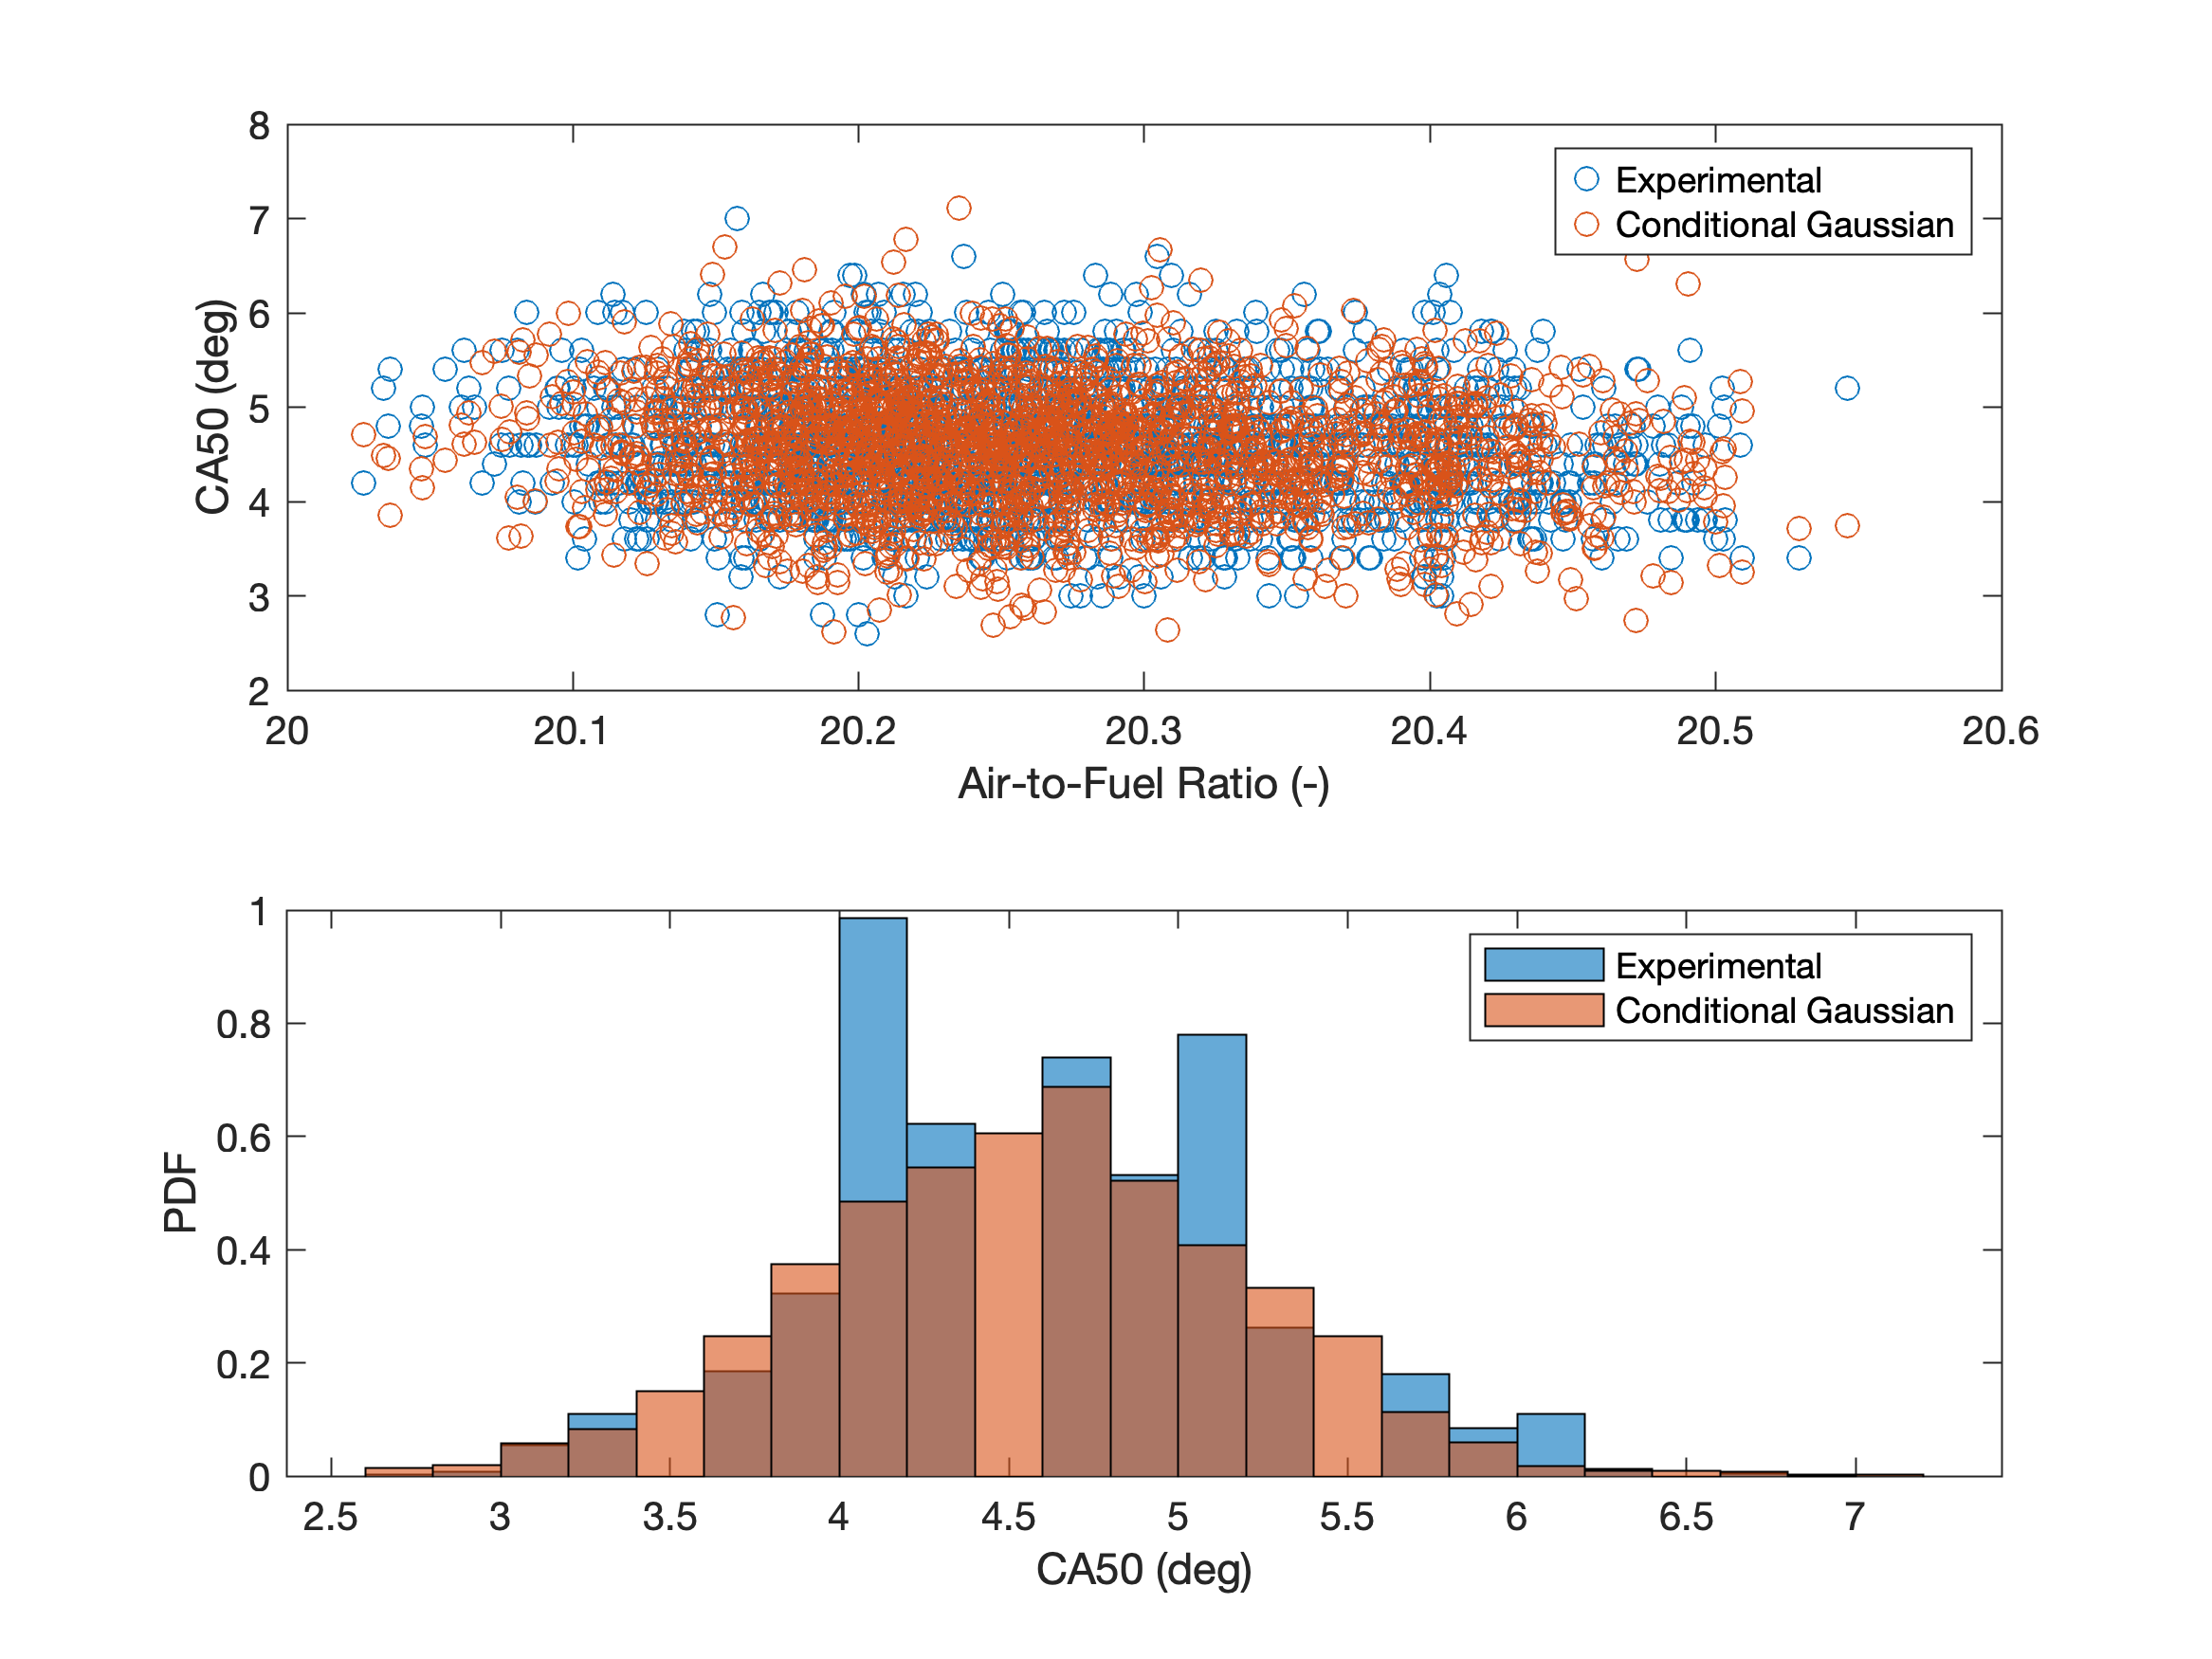 8
7
6
5
4
3
2
CA50 (deg)
Experimental
Conditional Gaussian
20 20.1 20.2 20.3 20.4 20.5 20.6
Air-to-Fuel Ratio (-)
1
0.8
0.6
0.4
0.2
0
PDF
Experimental
Conditional Gaussian
2.5 3 3.5 4 4.5 5 5.5 6 6.5 7
CA50 (deg)